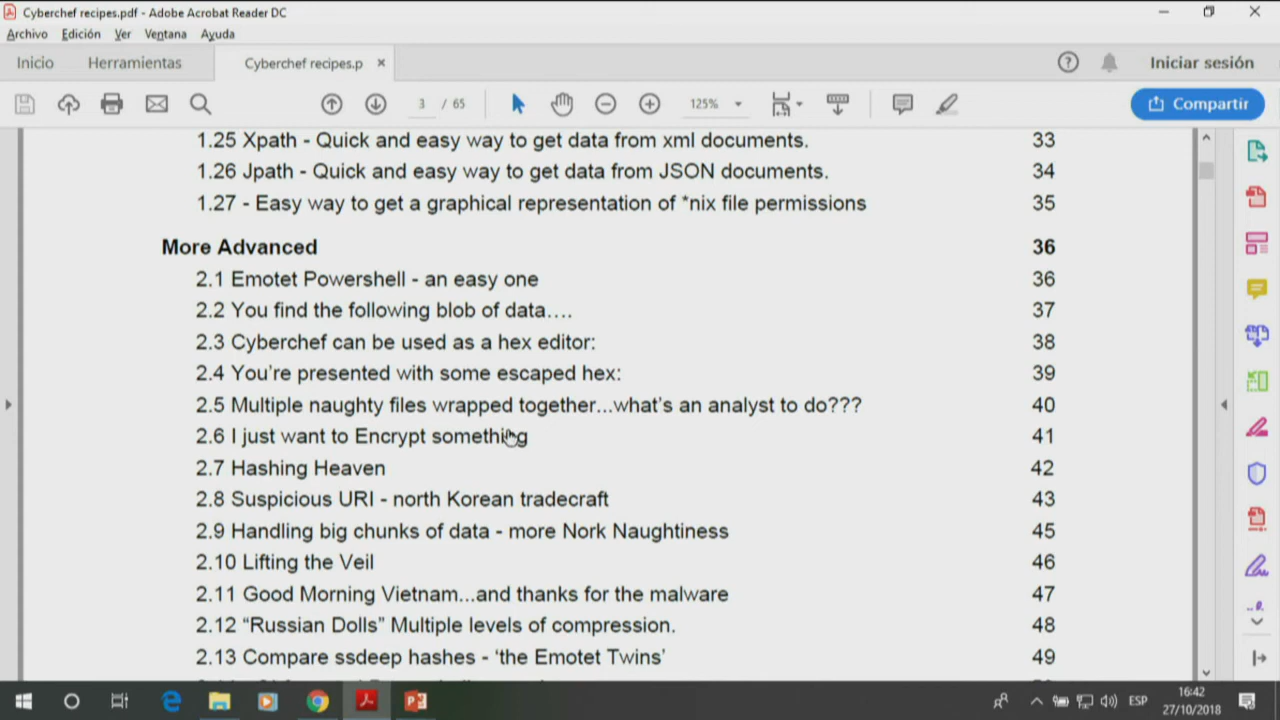 Cyberchef recipes.pdf - Adobe Acrobat Reader DC
Archivo Edición Ver Ventana Ayuda
Inicio Herramientas Cyberchef recipes.p × Iniciar sesión
3 / 65 125% Compartir
1.25 Xpath - Quick and easy way to get data from xml documents. 33
1.26 Jpath - Quick and easy way to get data from JSON documents. 34
1.27 - Easy way to get a graphical representation of *nix file permissions 35
More Advanced 36
2.1 Emotet Powershell - an easy one 36
2.2 You find the following blob of data…. 37
2.3 Cyberchef can be used as a hex editor: 38
2.4 You’re presented with some escaped hex: 39
2.5 Multiple naughty files wrapped together...what’s an analyst to do??? 40
2.6 I just want to Encrypt something 41
2.7 Hashing Heaven 42
2.8 Suspicious URI - north Korean tradecraft 43
2.9 Handling big chunks of data - more Nork Naughtiness 45
2.10 Lifting the Veil 46
2.11 Good Morning Vietnam...and thanks for the malware 47
2.12 “Russian Dolls” Multiple levels of compression. 48
2.13 Compare ssdeep hashes - ‘the Emotet Twins’ 49
ESP 16:42
27/10/2018